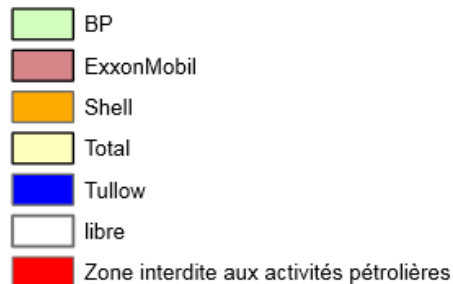 BP
ExxonMobil
Shell
Total
Tullow
libre
Zone interdite aux activités pétrolières